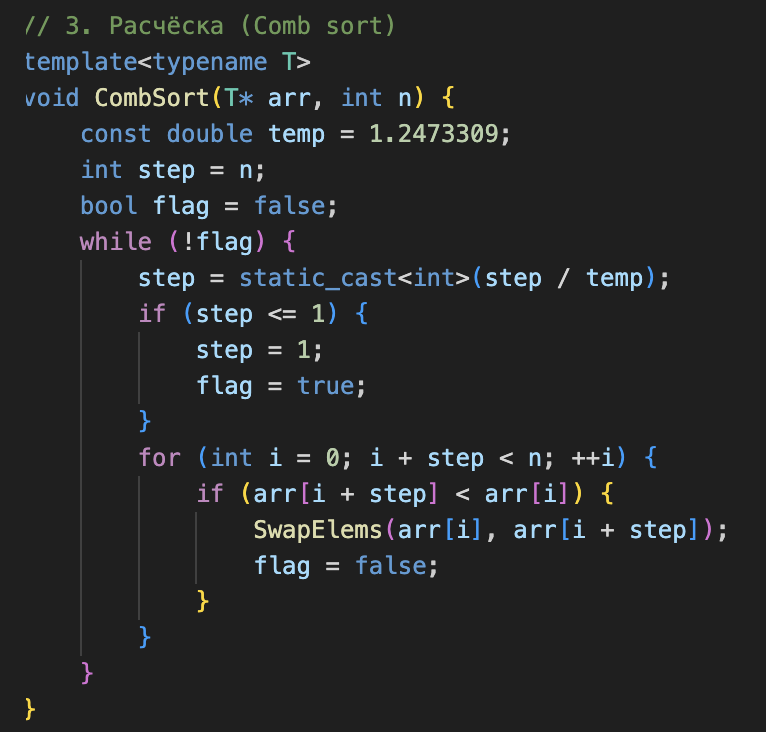 // 3. Расчёска (Comb sort)
template<typename T>
void CombSort(T* arr, int n) {
    const double temp = 1.2473309;
    int step = n;
    bool flag = false;
    while (!flag) {
        step = static_cast<int>(step / temp);
        if (step <= 1) {
            step = 1;
            flag = true;
        }
        for (int i = 0; i + step < n; ++i) {
            if (arr[i + step] < arr[i]) {
                SwapElems(arr[i], arr[i + step]);
                flag = false;
            }
        }
    }
}